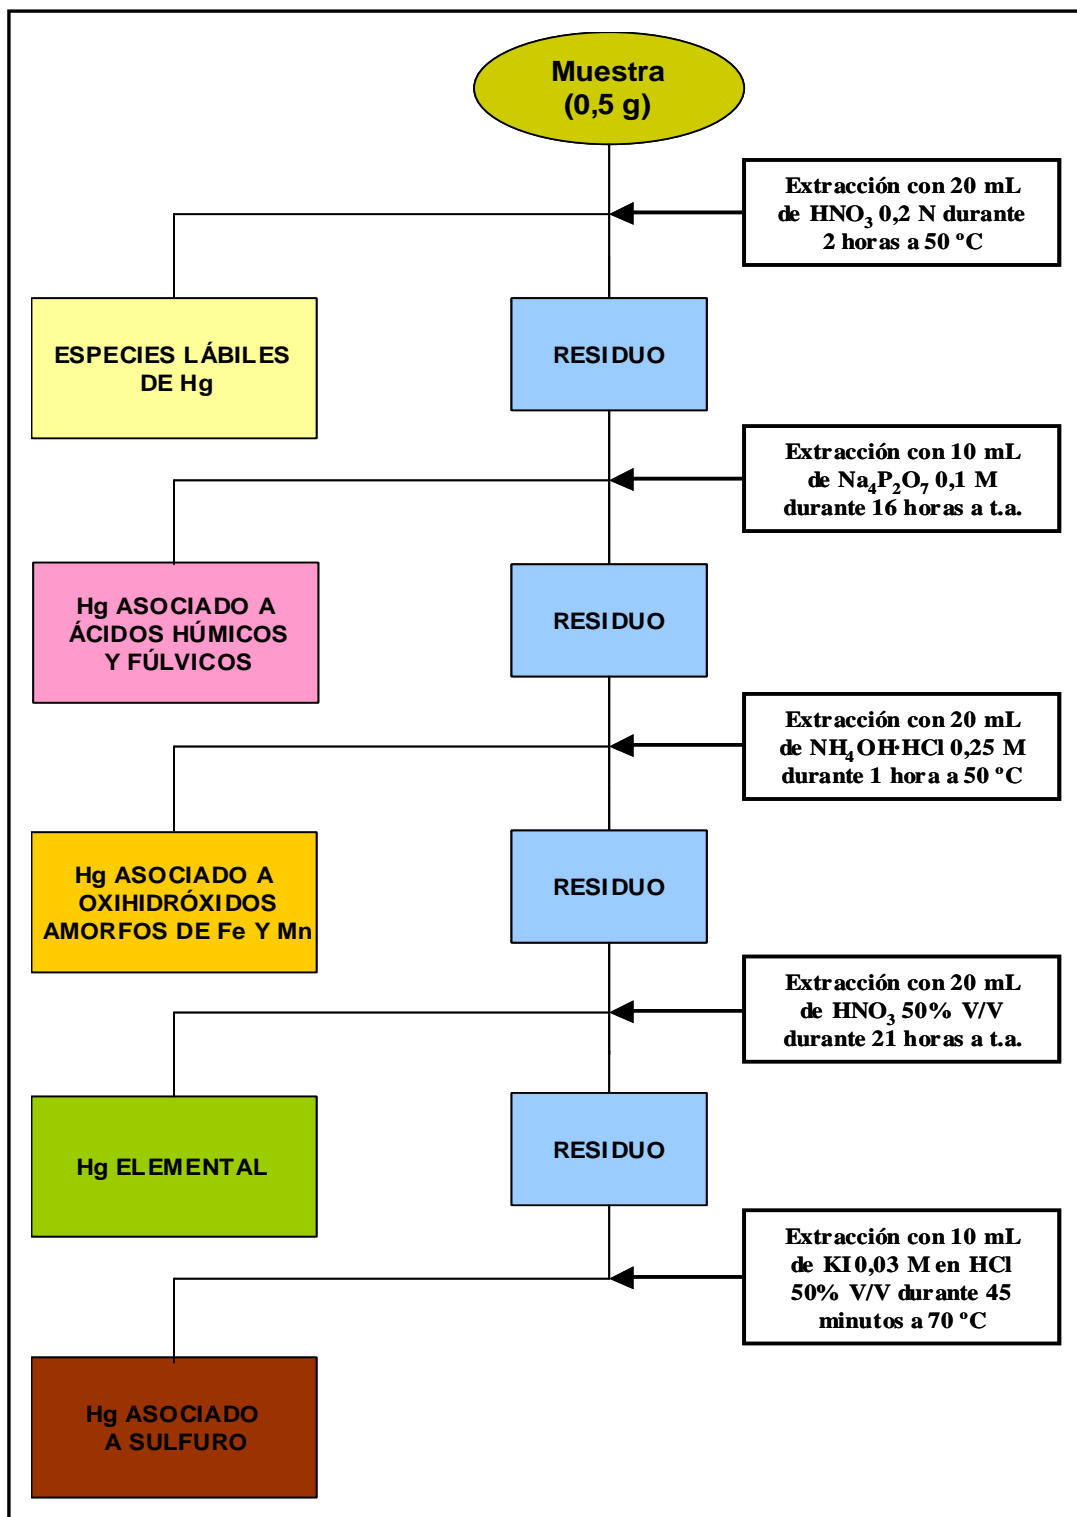 Muestra
(0,5 g)
Extracción con 20 mL
de HNO₃ 0,2 N durante
2 horas a 50 ºC
ESPECIES LÁBILES
DE Hg
RESIDUO
Extracción con 10 mL
de Na₄P₂O₇ 0,1 M
durante 16 horas a t.a.
Hg ASOCIADO A
ÁCIDOS HÚMICOS
Y FÚLVICOS
RESIDUO
Extracción con 20 mL
de NH₄OH·HCl 0,25 M
durante 1 hora a 50 ºC
Hg ASOCIADO A
OXIHIDRÓXIDOS
AMORFOS DE Fe Y Mn
RESIDUO
Extracción con 20 mL
de HNO₃ 50% V/V
durante 21 horas a t.a.
Hg ELEMENTAL
RESIDUO
Extracción con 10 mL
de KI 0,03 M en HCl
50% V/V durante 45
minutos a 70 ºC
Hg ASOCIADO
A SULFURO